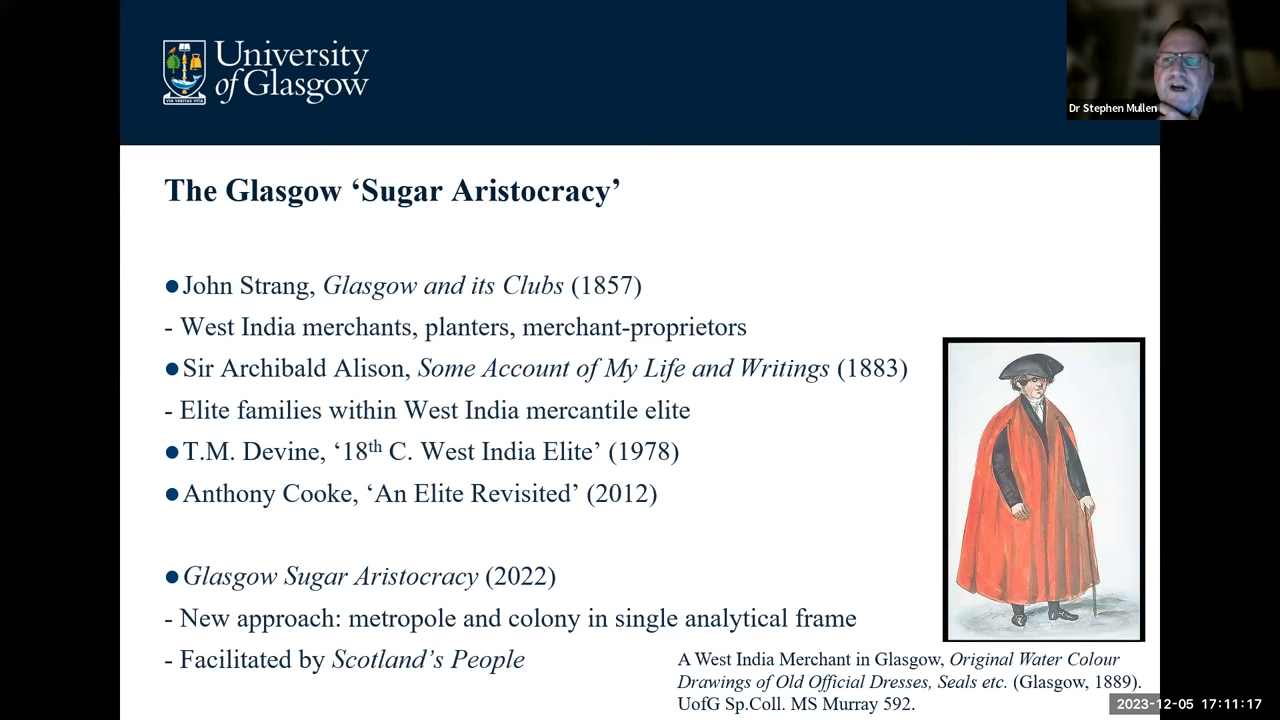 University
of Glasgow
VIA VERITAS VITA
Dr Stephen Mullen
The Glasgow ‘Sugar Aristocracy’
●John Strang, Glasgow and its Clubs (1857)
- West India merchants, planters, merchant-proprietors
●Sir Archibald Alison, Some Account of My Life and Writings (1883)
- Elite families within West India mercantile elite
●T.M. Devine, ‘18th C. West India Elite’ (1978)
●Anthony Cooke, ‘An Elite Revisited’ (2012)
●Glasgow Sugar Aristocracy (2022)
- New approach: metropole and colony in single analytical frame
- Facilitated by Scotland’s People
A West India Merchant in Glasgow, Original Water Colour
Drawings of Old Official Dresses, Seals etc. (Glasgow, 1889).
UofG Sp.Coll. MS Murray 592.
2023-12-05 17:11:17